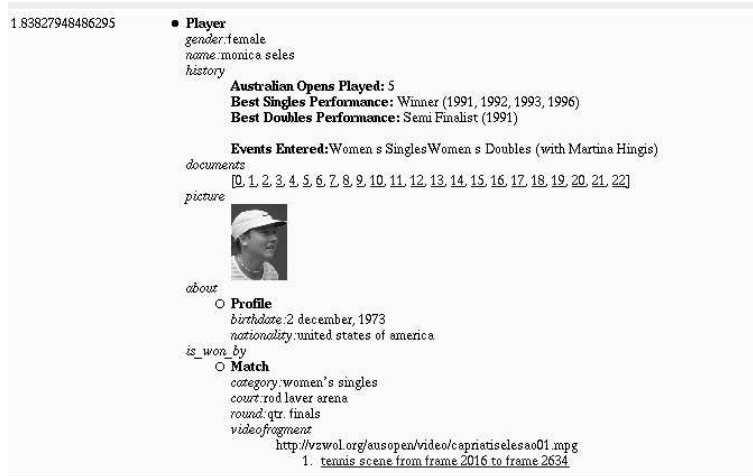 1.83827948486295
● Player
gender:female
name:monica seles
history
Australian Opens Played: 5
Best Singles Performance: Winner (1991, 1992, 1993, 1996)
Best Doubles Performance: Semi Finalist (1991)
Events Entered:Women s SinglesWomen s Doubles (with Martina Hingis)
documents
[0, 1, 2, 3, 4, 5, 6, 7, 8, 9, 10, 11, 12, 13, 14, 15, 16, 17, 18, 19, 20, 21, 22]
picture
about
○ Profile
birthdate:2 december, 1973
nationality:united states of america
is_won_by
○ Match
category:women's singles
court:rod laver arena
round:qtr. finals
videofragment
http://vzwol.org/ausopen/video/capriatiselesao01.mpg
1. tennis scene from frame 2016 to frame 2634